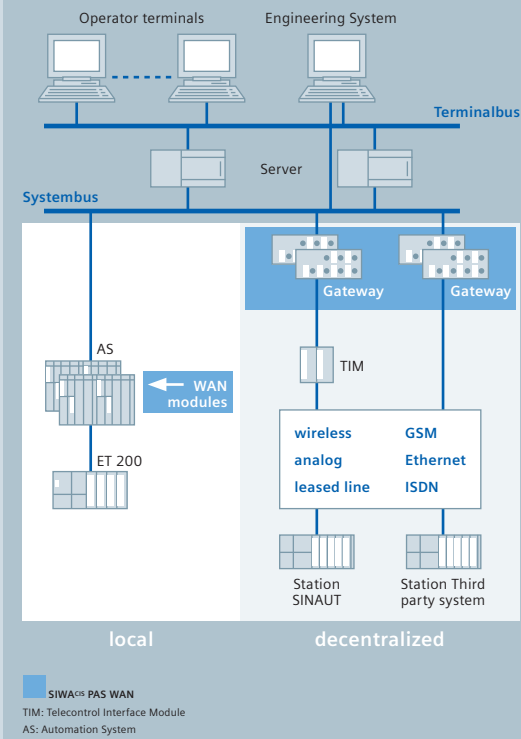 Operator terminals
Engineering System
Terminalbus
Server
Systembus
Gateway
Gateway
AS
WAN
modules
TIM
ET 200
wireless
GSM
analog
Ethernet
leased line
ISDN
Station
SINAUT
Station Third
party system
local
decentralized
SIWACIS PAS WAN
TIM: Telecontrol Interface Module
AS: Automation System